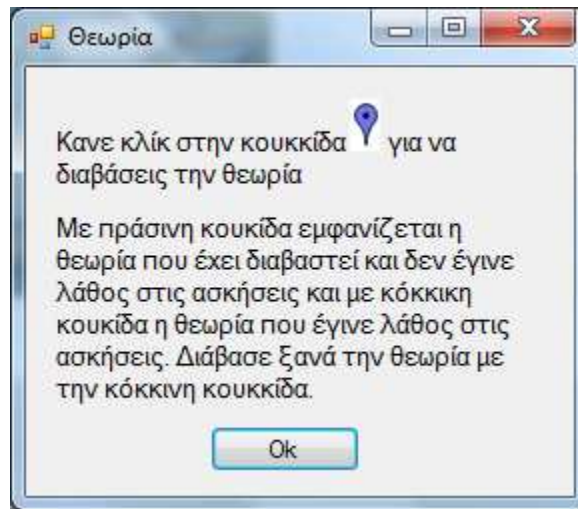 Θεωρία
Κανε κλίκ στην κουκκίδα για να
διαβάσεις την θεωρία
Με πράσινη κουκίδα εμφανίζεται η
θεωρία που έχει διαβαστεί και δεν έγινε
λάθος στις ασκήσεις και με κόκκικη
κουκίδα η θεωρία που έγινε λάθος στις
ασκήσεις. Διάβασε ξανά την θεωρία με
την κόκκινη κουκκίδα.
Ok